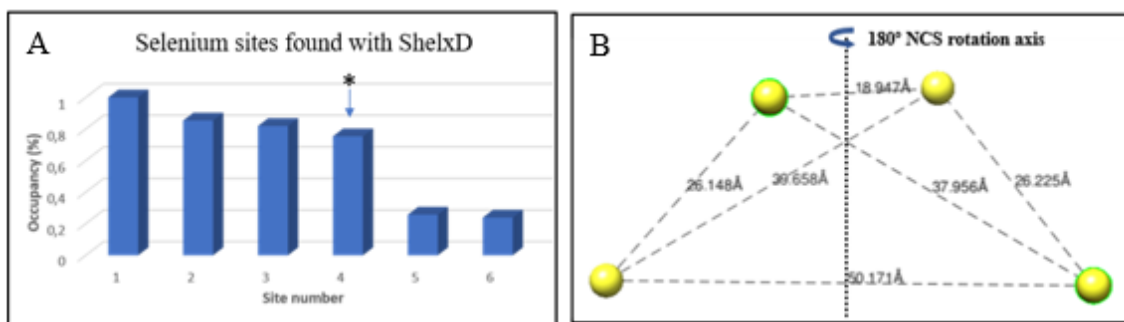 A
Selenium sites found with ShelxD
*
Occupancy (%)
1
0,8
0,6
0,4
0,2
0
1 2 3 4 5 6
Site number
B
180° NCS rotation axis
18.947Å
26.148Å
39.658Å
37.956Å
26.225Å
50.171Å